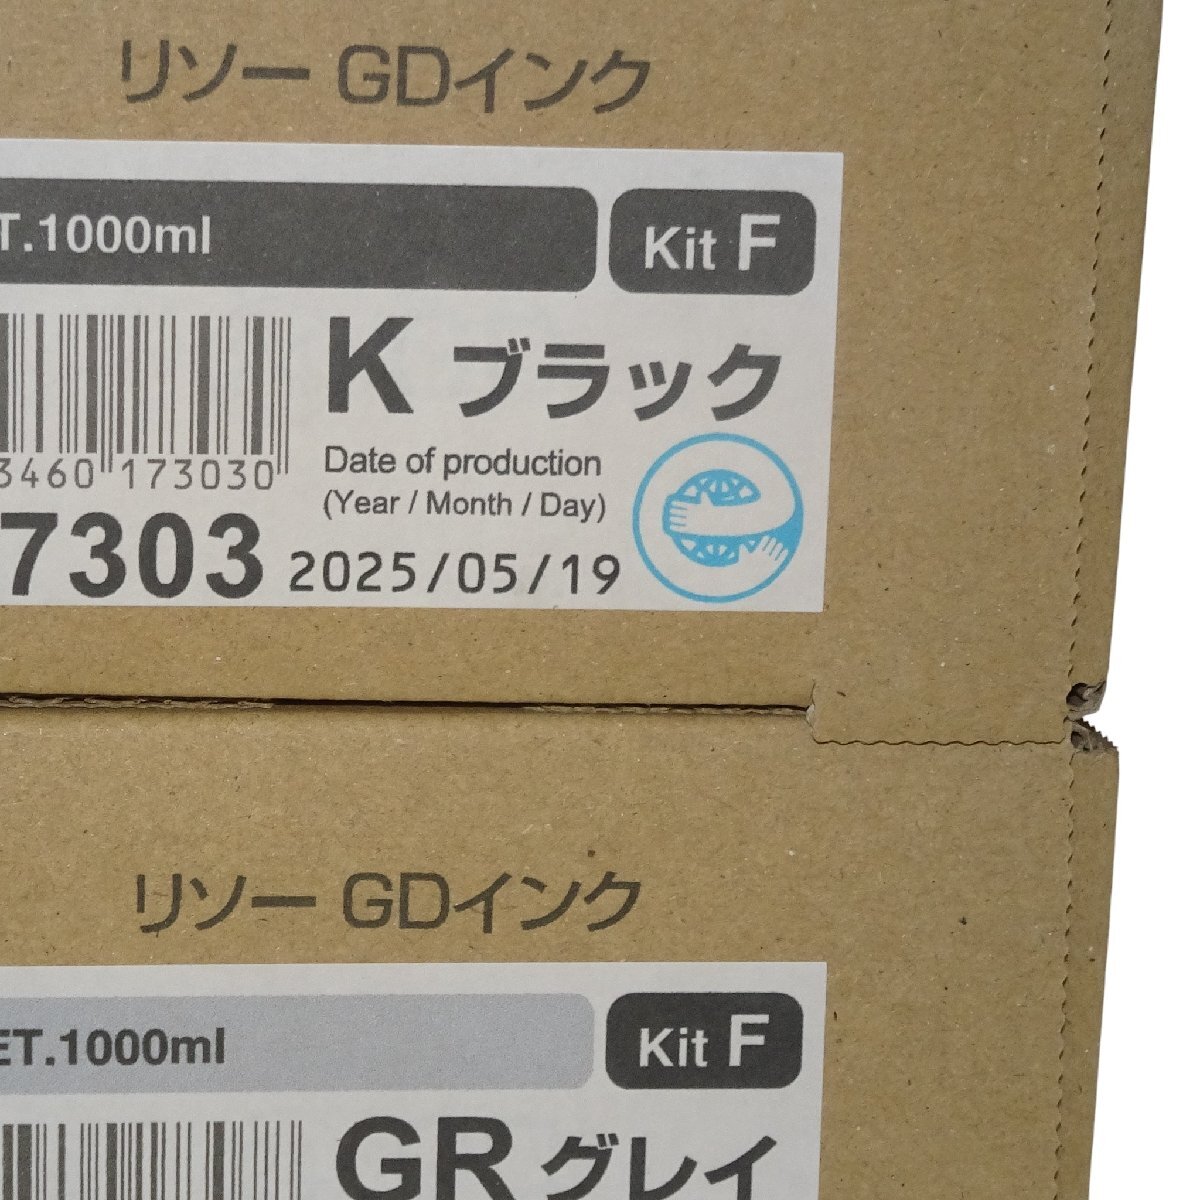 リソー GDインク
T.1000ml
Kit F
K ブラック
3460 173030
Date of production
(Year / Month / Day)
7303
2025/05/19
リソー GDインク
ET.1000ml
Kit F
GR グレイ